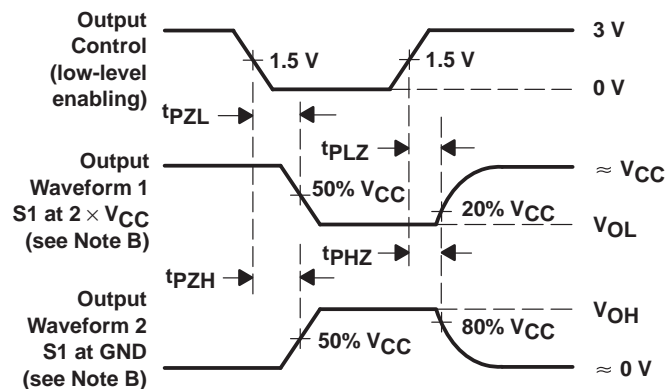 Output
Control
(low-level
enabling)
1.5 V
1.5 V
3 V
0 V
tPZL
tPLZ
Output
Waveform 1
S1 at 2 × VCC
(see Note B)
50% VCC
20% VCC
≈ VCC
VOL
tPZH
tPHZ
Output
Waveform 2
S1 at GND
(see Note B)
50% VCC
80% VCC
VOH
≈ 0 V